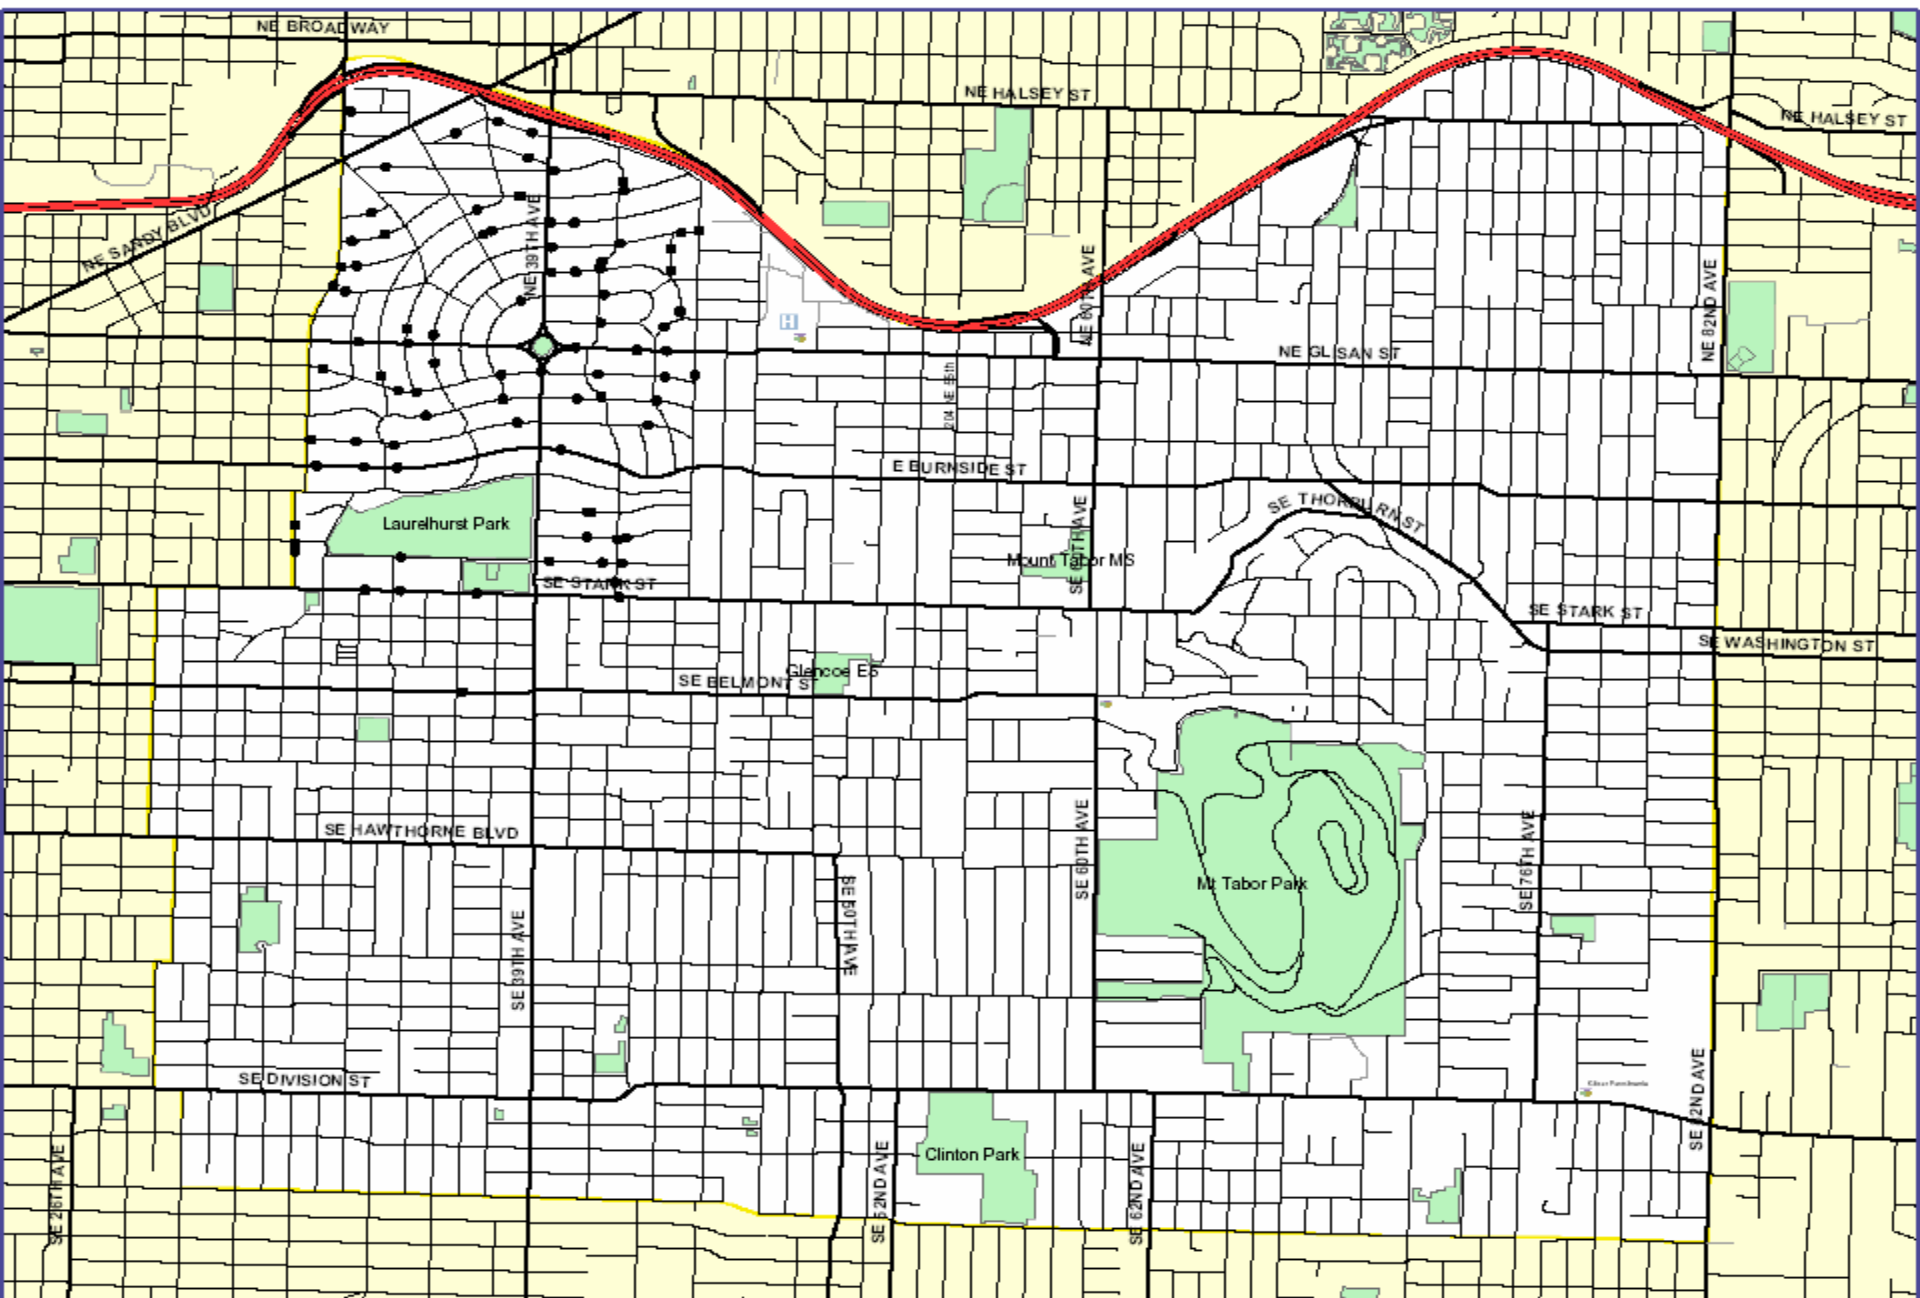 NE BROADWAY
NE HALSEY ST
NE HALSEY ST
NE SANDY BLVD
NE 39TH AVE
NE 60TH AVE
NE 82ND AVE
H
NE GLISAN ST
E BURNSIDE ST
SE THORBURN ST
Laurelhurst Park
Mount Tabor MS
SE 60TH AVE
SE STARK ST
SE STARK ST
SE WASHINGTON ST
Glencoe ES
SE BELMONT ST
SE HAWTHORNE BLVD
SE 60TH AVE
SE 76TH AVE
Mt Tabor Park
SE 50TH AVE
SE 39TH AVE
SE DIVISION ST
SE 82ND AVE
SE 26TH AVE
Clinton Park
SE 52ND AVE
SE 62ND AVE